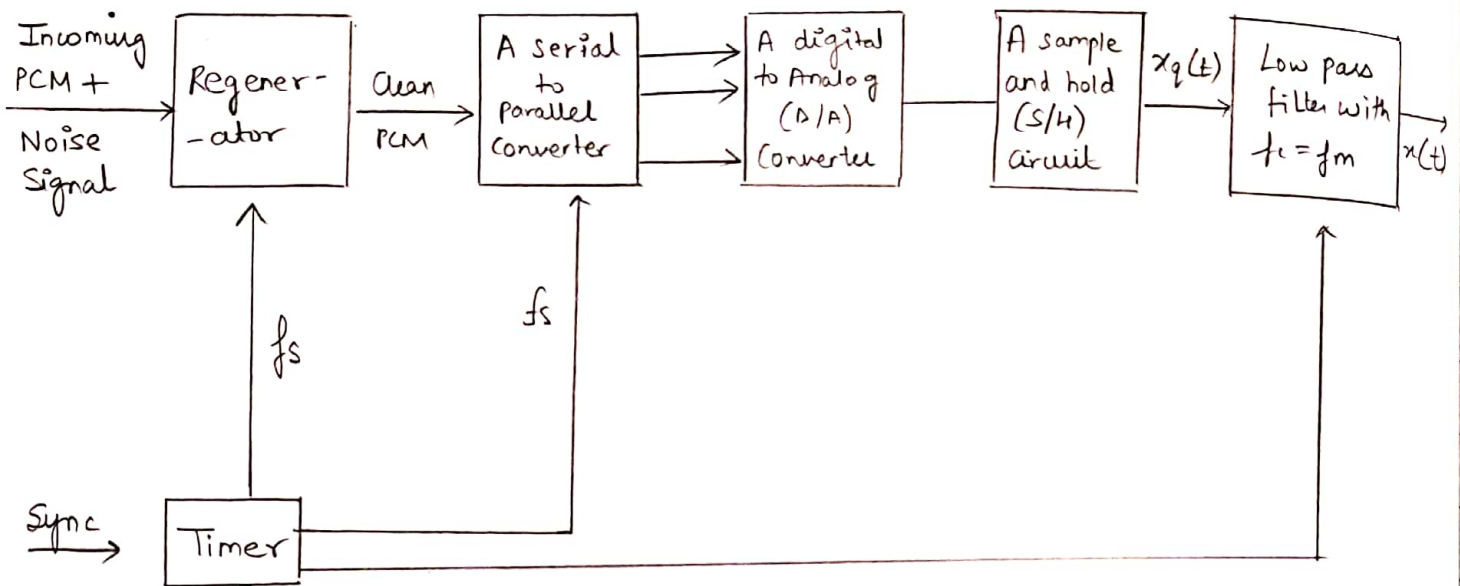 Incoming
PCM +
Noise
Signal
Regener-
-ator
Clean
PCM
A serial
to
Parallel
Converter
A digital
to Analog
(D/A)
Converter
A sample
and hold
(S/H)
circuit
xq(t)
Low pass
filter with
fc = fm
x(t)
fs
fs
Sync
Timer